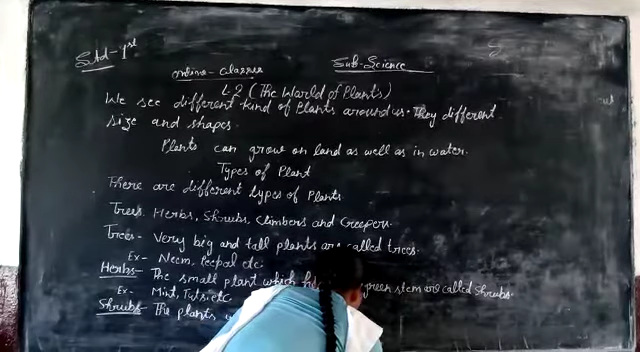 Std-1st
Online-Classes
Sub-Science
L-2 (The World of Plants)
We see different kind of Plants around us. They different
size and shapes.
Plants can grow on land as well as in water.
Types of Plant
There are different types of Plants
Trees. Herbs, Shrubs, Climbers and Creepers.
Trees- Very big and tall plants are called trees.
Ex- Neem, Peepal etc.
Herbs- The small plant which green stem are called Shrubs.
Ex- Mint, Tulsi etc
Shrubs- The plants